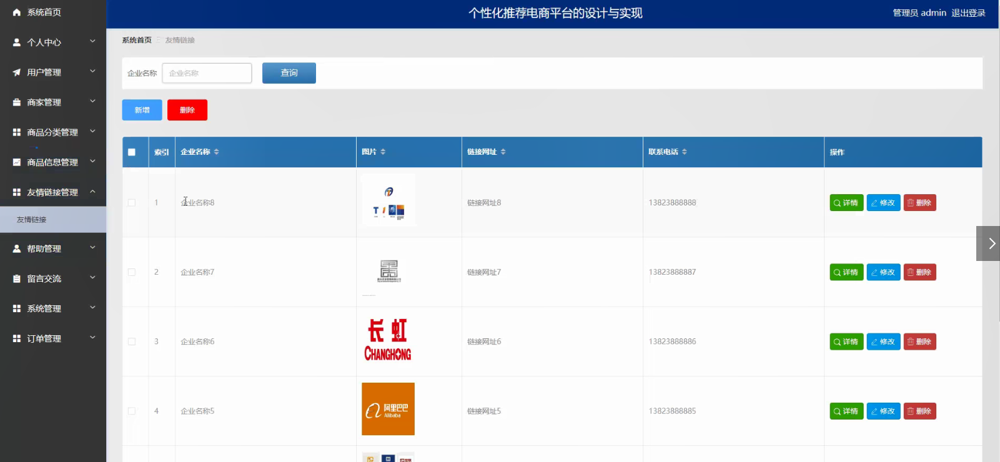 个性化推荐电商平台的设计与实现
管理员 admin 退出登录
系统首页
个人中心
用户管理
商家管理
商品分类管理
商品信息管理
友情链接管理
友情链接
帮助管理
留言交流
系统管理
订单管理
系统首页 友情链接
企业名称 企业名称 查询
新增 删除
索引 企业名称 图片 链接网址 联系电话 操作
1 企业名称8 链接网址8 13823888888 详情 修改 删除
2 企业名称7 链接网址7 13823888887 详情 修改 删除
3 企业名称6 长虹 CHANGHONG 链接网址6 13823888886 详情 修改 删除
4 企业名称5 阿里巴巴 Alibaba 链接网址5 13823888885 详情 修改 删除